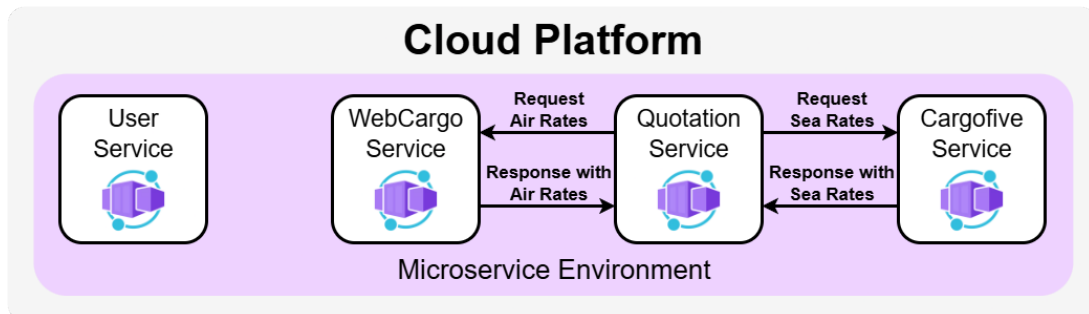 Cloud Platform
User
Service
WebCargo
Service
Request
Air Rates
Response with
Air Rates
Quotation
Service
Request
Sea Rates
Response with
Sea Rates
Cargofive
Service
Microservice Environment